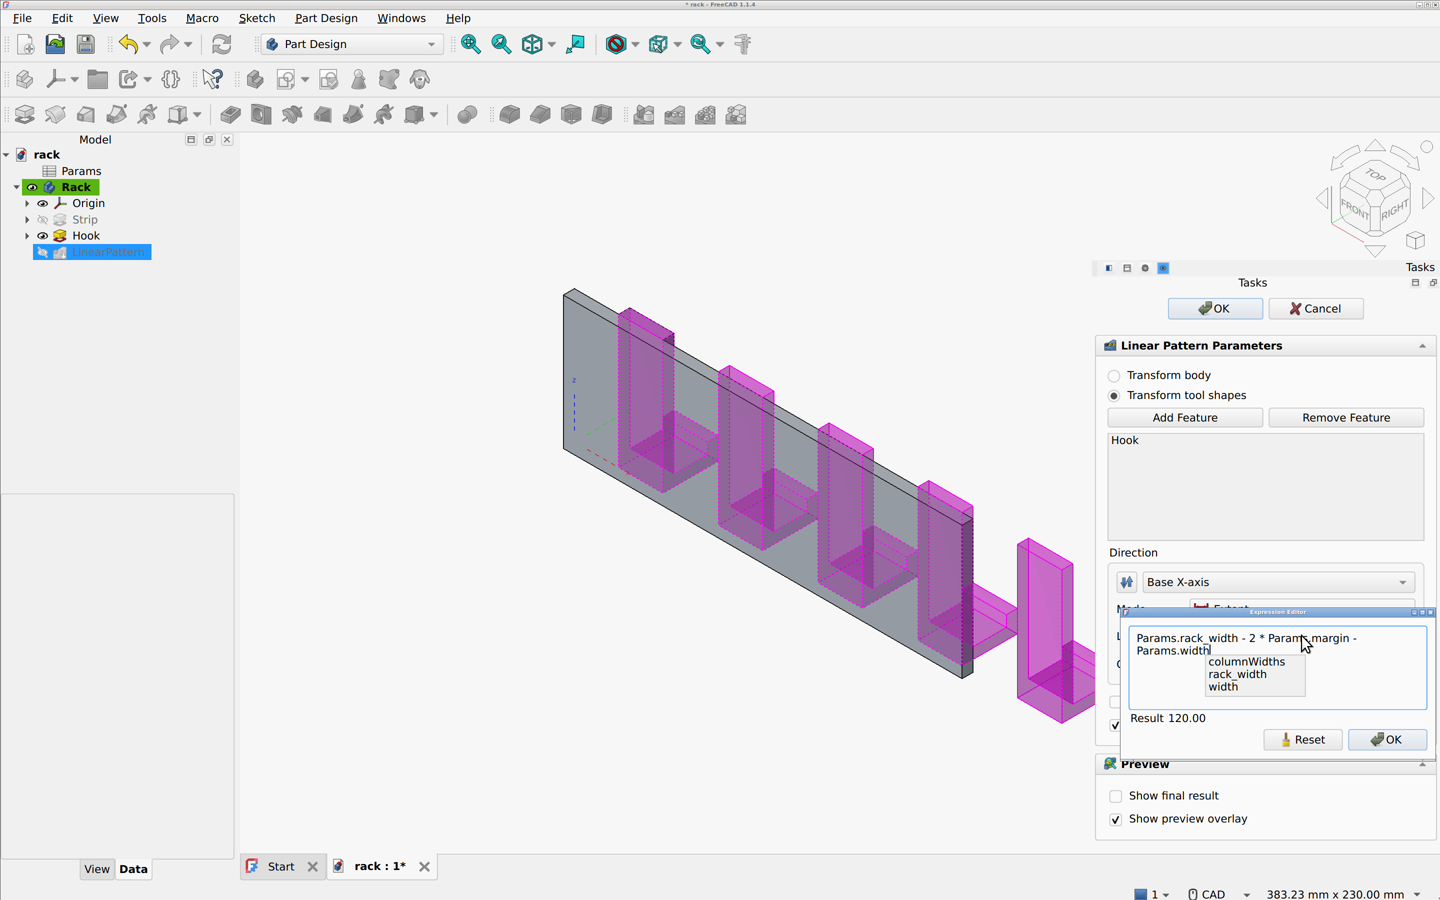 * rack - FreeCAD 1.1.4
File Edit View Tools Macro Sketch Part Design Windows Help
Part Design
Model
rack
Params
Rack
Origin
Strip
Hook
LinearPattern
View
Data
z
TOP
FRONT
RIGHT
Tasks
Tasks
OK
Cancel
Linear Pattern Parameters
Transform body
Transform tool shapes
Add Feature
Remove Feature
Hook
Direction
Base X-axis
Expression Editor
Params.rack_width - 2 * Params.margin -
Params.width
columnWidths
rack_width
width
Result 120.00
Reset
OK
Preview
Show final result
Show preview overlay
Start
rack : 1*
1
CAD
383.23 mm x 230.00 mm